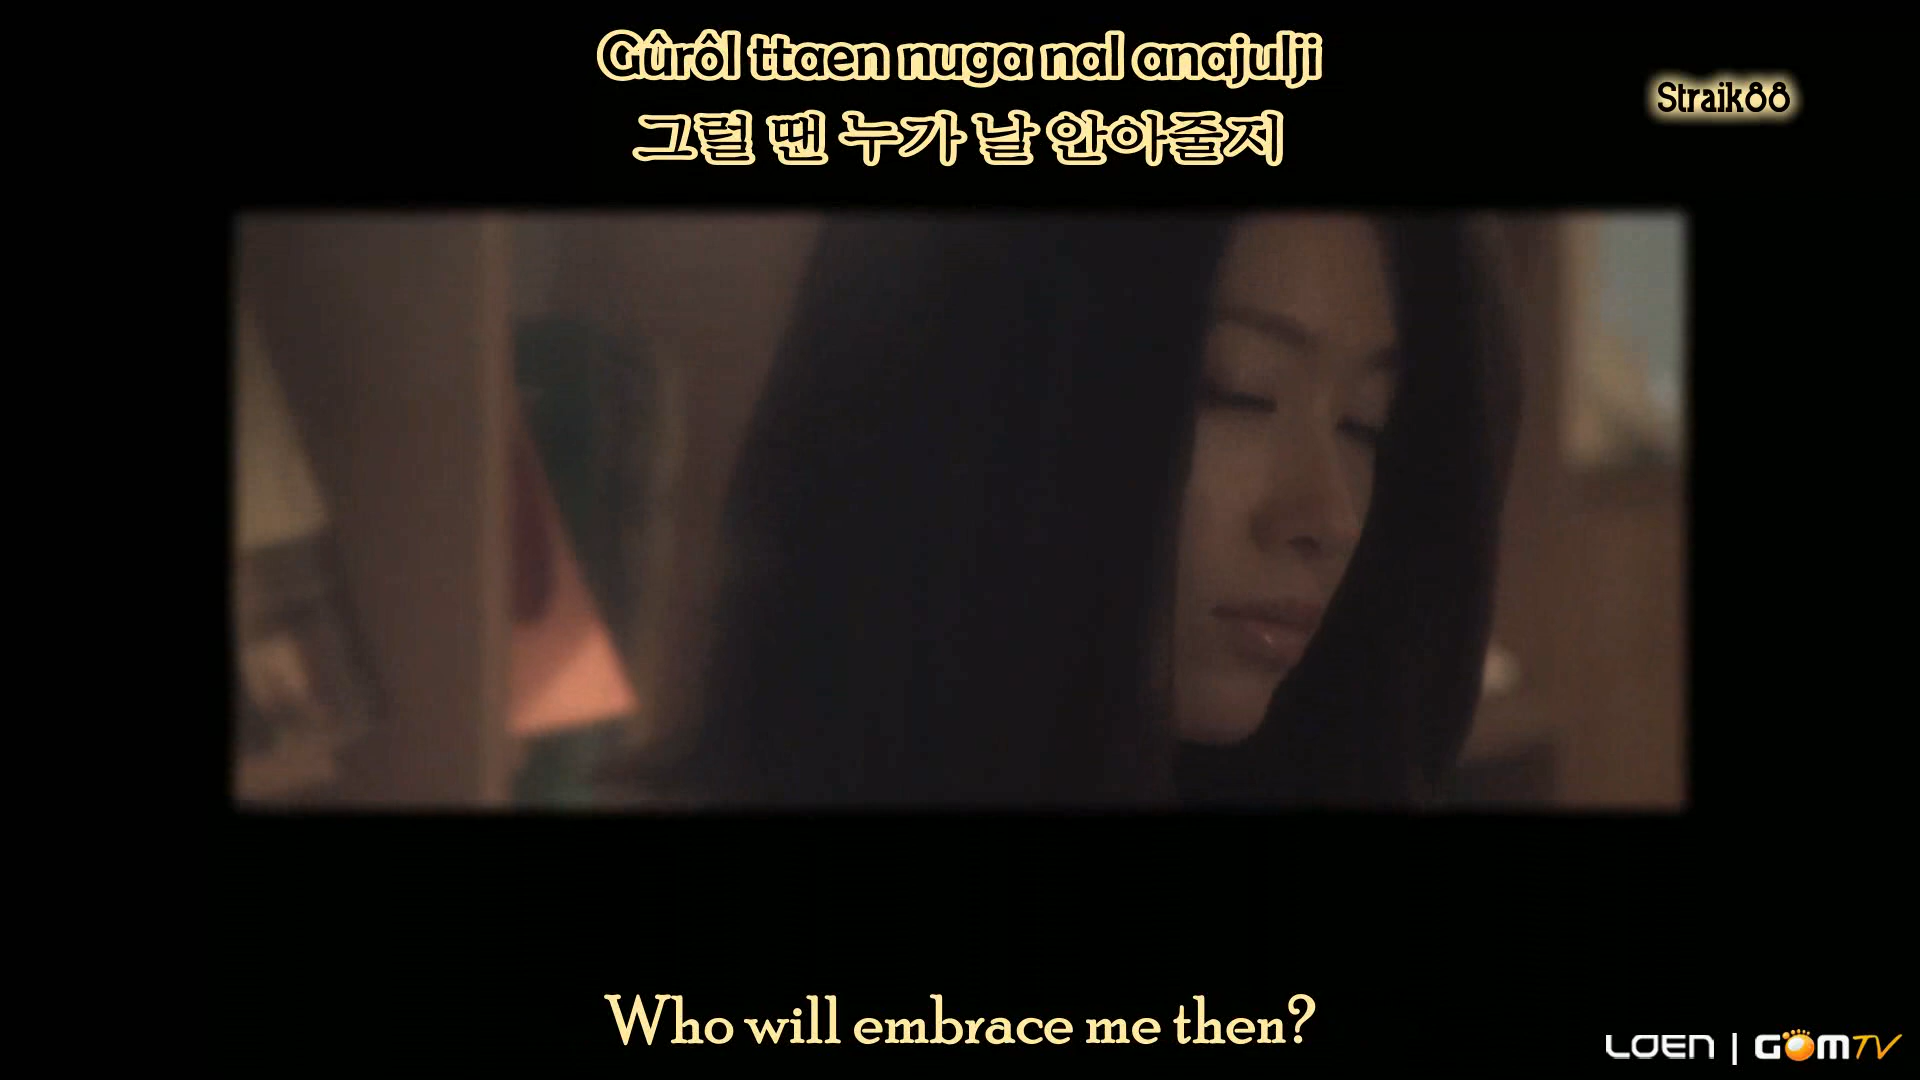 Gûrôl ttaen nuga nal anajulji
Straik88
그럴 땐 누가 날 안아줄지
Who will embrace me then?
LOEN | GOMTV